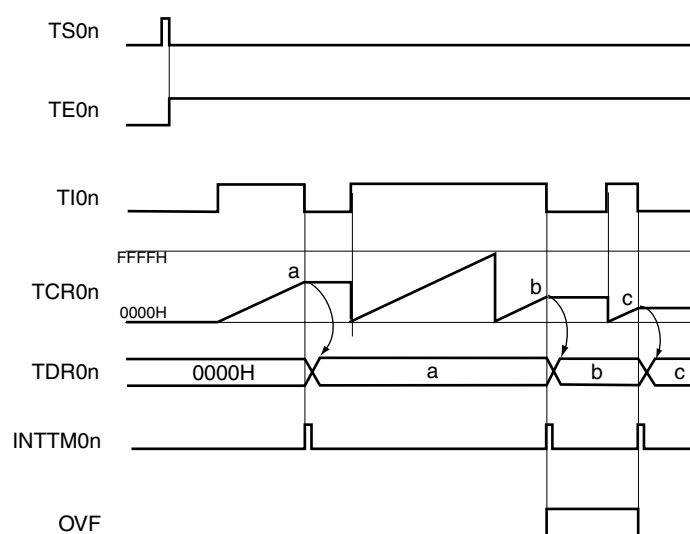 TS0n
TE0n
TI0n
FFFFH
TCR0n
0000H
a
b
c
TDR0n
0000H
a
b
c
INTTM0n
OVF